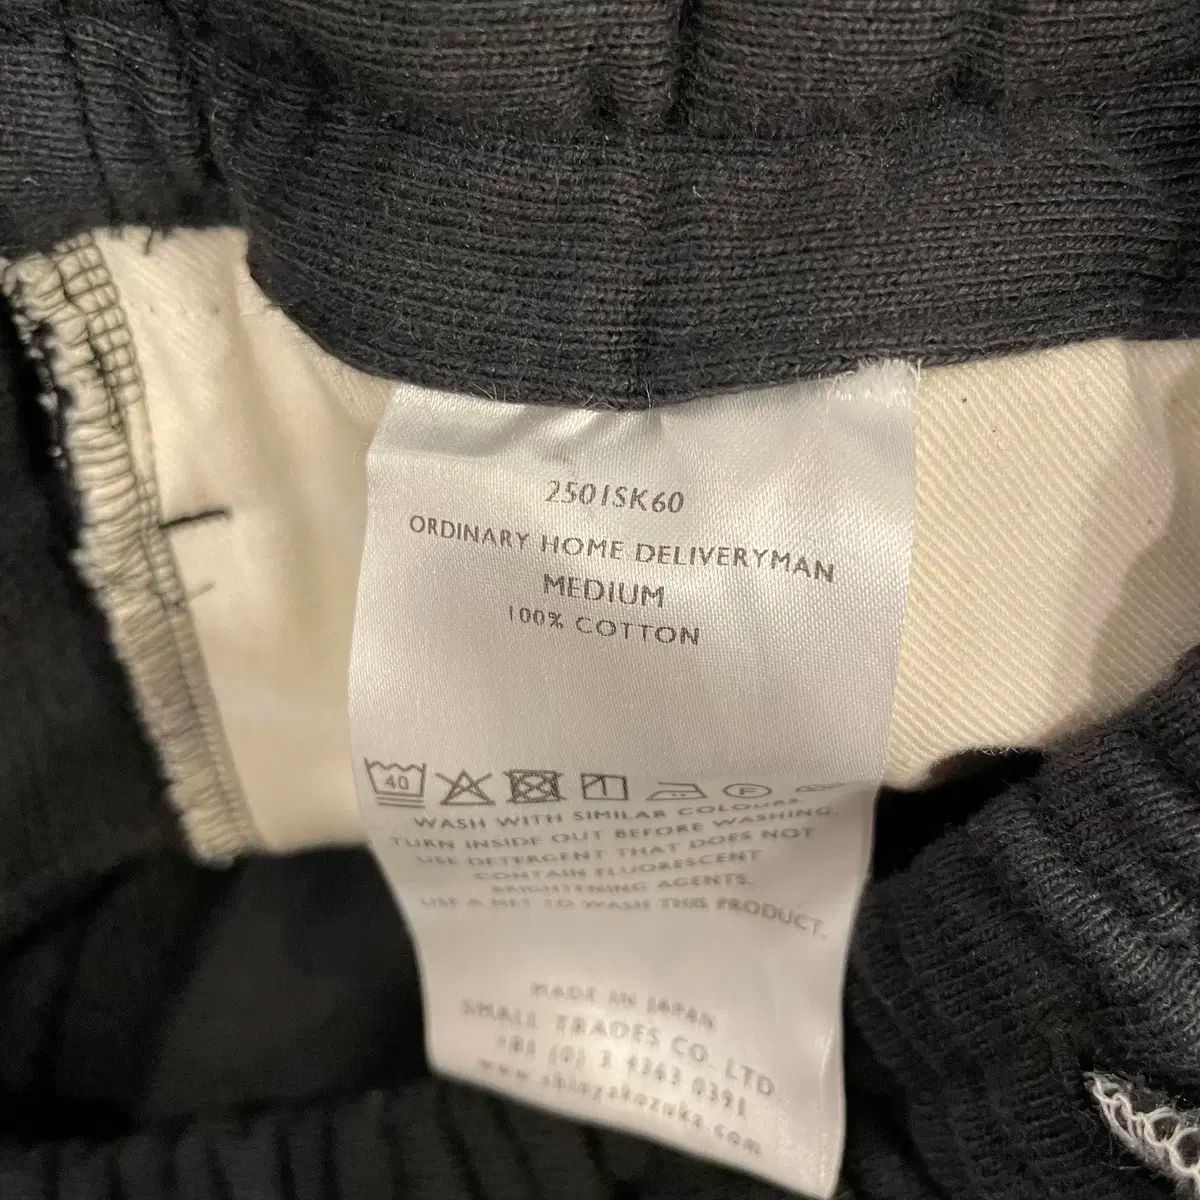 2501SK60
ORDINARY HOME DELIVERYMAN
MEDIUM
100% COTTON
40 F
WASH WITH SIMILAR COLOURS.
TURN INSIDE OUT BEFORE WASHING.
USE DETERGENT THAT DOES NOT
CONTAIN FLUORESCENT
BRIGHTENING AGENTS.
USE A NET TO WASH THIS PRODUCT.
MADE IN JAPAN
SMALL TRADES CO. LTD
+81 (0) 3 4363 0391
www.shinyakozuka.com